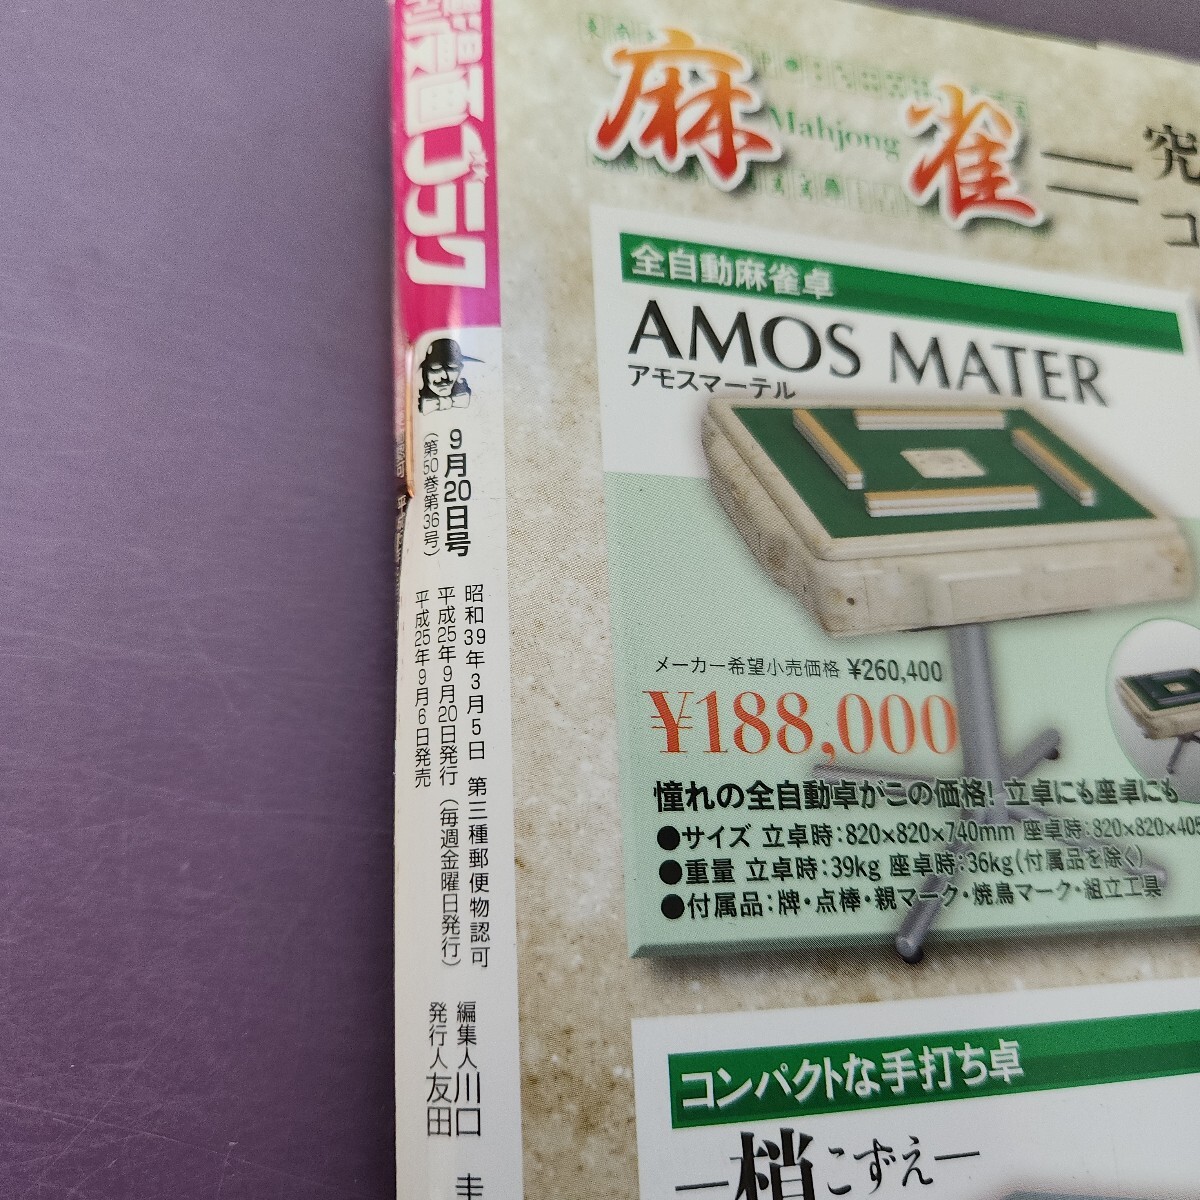 漫画ゴラク
9月20日号
(第50巻第36号)
昭和39年3月5日 第三種郵便物認可
平成25年9月20日発行(毎週金曜日発行)
平成25年9月6日発売
編集人 川口
発行人 友田
圭
麻雀
Mahjong
=
究
コ
全自動麻雀卓
AMOS MATER
アモスマーテル
メーカー希望小売価格 ¥260,400
¥188,000
憧れの全自動卓がこの価格! 立卓にも座卓にも
●サイズ 立卓時:820×820×740mm 座卓時:820×820×405
●重量 立卓時:39kg 座卓時:36kg(付属品を除く)
●付属品:牌・点棒・親マーク・焼鳥マーク・組立工具
コンパクトな手打ち卓
―梢こずえ―